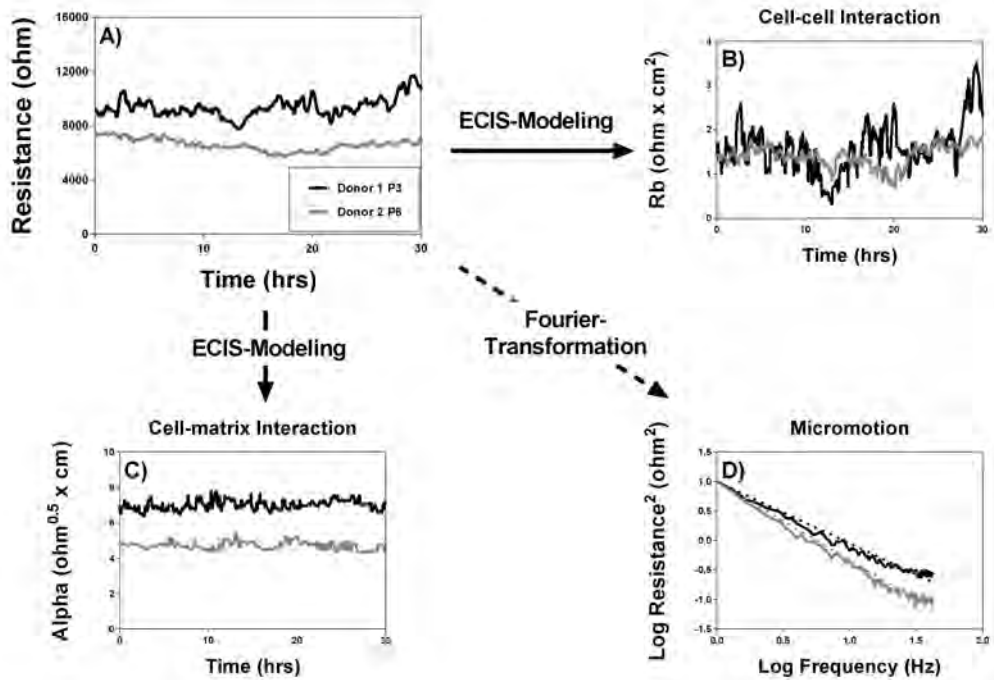 A)
Resistance (ohm)
16000
12000
8000
4000
0
0 10 20 30
Time (hrs)
Donor 1 P3
Donor 2 P6
ECIS-Modeling
Cell-cell Interaction
B)
Rb (ohm x cm²)
4
3
2
1
0
0 10 20 30
Time (hrs)
Fourier-
Transformation
ECIS-Modeling
Cell-matrix Interaction
C)
Alpha (ohm⁰·⁵ x cm)
10
8
6
4
2
0
0 10 20 30
Time (hrs)
Micromotion
D)
Log Resistance² (ohm²)
1.5
1.0
0.5
0.0
-0.5
-1.0
-1.5
0.0 0.5 1.0 1.5 2.0
Log Frequency (Hz)